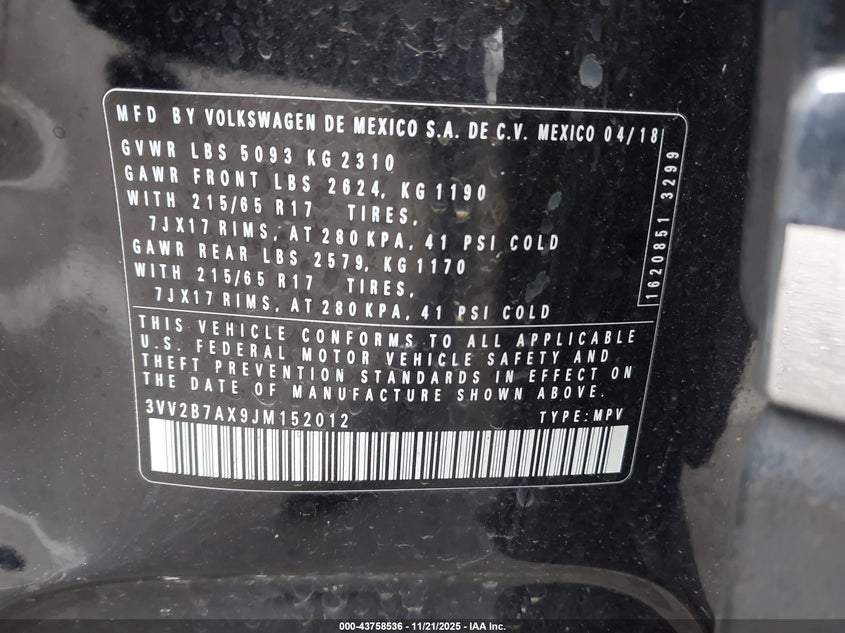 MFD BY VOLKSWAGEN DE MEXICO S.A. DE C.V. MEXICO 04/18
GVWR LBS 5093 KG 2310
GAWR FRONT LBS 2624, KG 1190
WITH 215/65 R17 TIRES,
7JX17 RIMS, AT 280 KPA, 41 PSI COLD
GAWR REAR LBS 2579, KG 1170
WITH 215/65 R17 TIRES,
7JX17 RIMS, AT 280 KPA, 41 PSI COLD
1620851 3299
THIS VEHICLE CONFORMS TO ALL APPLICABLE
U.S. FEDERAL MOTOR VEHICLE SAFETY AND
THEFT PREVENTION STANDARDS IN EFFECT ON
THE DATE OF MANUFACTURE SHOWN ABOVE.
3VV2B7AX9JM152012 TYPE: MPV
000-43758536 - 11/21/2025 - IAA Inc.